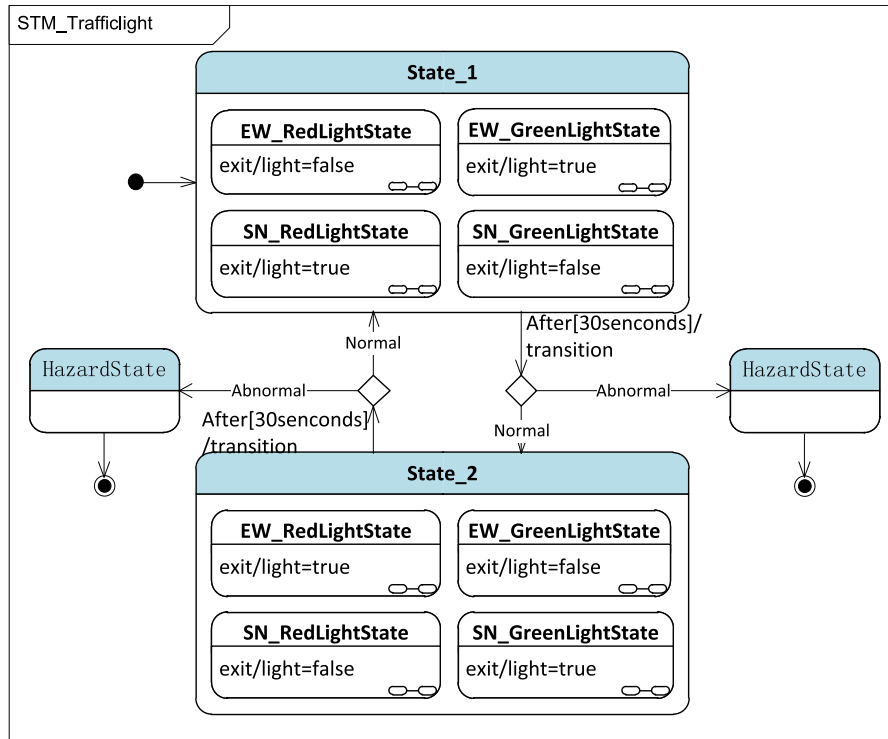 STM_Trafficlight
State_1
EW_RedLightState
exit/light=false
EW_GreenLightState
exit/light=true
SN_RedLightState
exit/light=true
SN_GreenLightState
exit/light=false
After[30senconds]/
transition
Normal
HazardState
Abnormal
Abnormal
HazardState
After[30senconds]
/transition
Normal
State_2
EW_RedLightState
exit/light=true
EW_GreenLightState
exit/light=false
SN_RedLightState
exit/light=false
SN_GreenLightState
exit/light=true